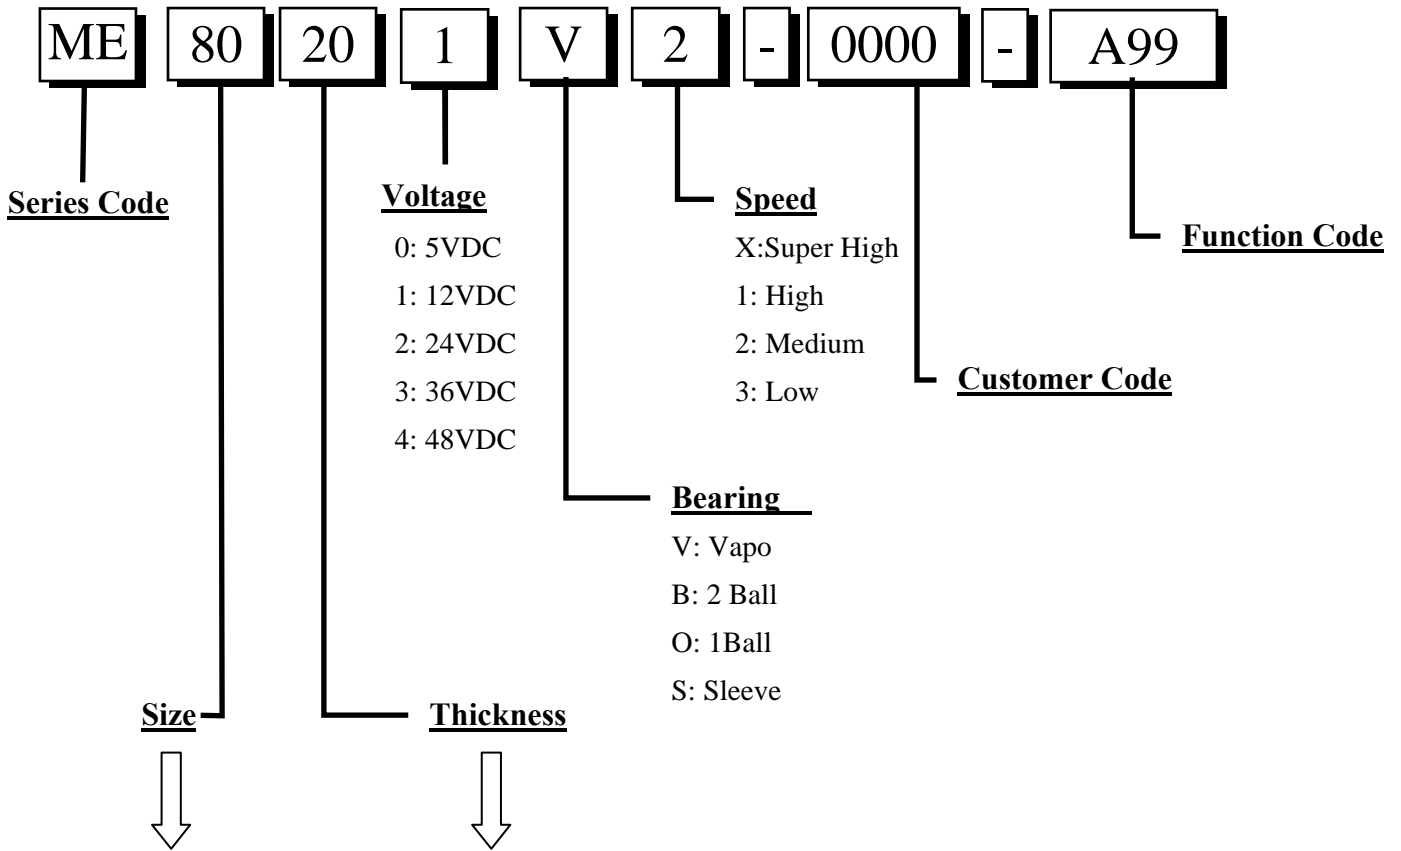 ME 80 20 1 V 2 - 0000 - A99
Series Code
Voltage
0: 5VDC
1: 12VDC
2: 24VDC
3: 36VDC
4: 48VDC
Speed
X:Super High
1: High
2: Medium
3: Low
Function Code
Customer Code
Bearing
V: Vapo
B: 2 Ball
O: 1Ball
S: Sleeve
Size
Thickness